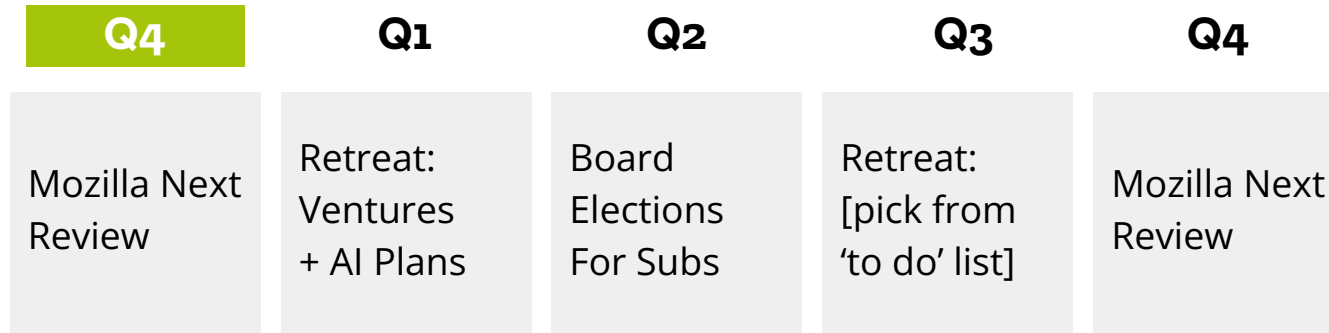 Q4 Q1 Q2 Q3 Q4
Mozilla Next
Review
Retreat:
Ventures
+ AI Plans
Board
Elections
For Subs
Retreat:
[pick from
‘to do’ list]
Mozilla Next
Review